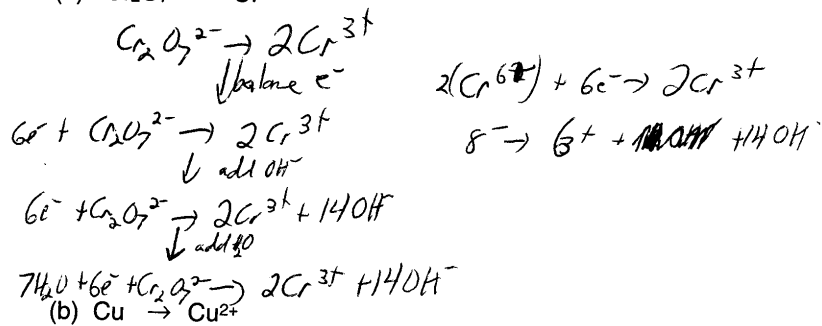 Cr₂O₇²⁻ → 2Cr³⁺
↓ balance e⁻
2(Cr⁶⁺) + 6e⁻ → 2Cr³⁺
6e⁻ + Cr₂O₇²⁻ → 2Cr³⁺
8⁻ → 6⁺ + +14OH⁻
↓ add OH⁻
6e⁻ + Cr₂O₇²⁻ → 2Cr³⁺ + 14OH⁻
↓ add H₂O
7H₂O + 6e⁻ + Cr₂O₇²⁻ → 2Cr³⁺ + 14OH⁻
(b) Cu → Cu²⁺